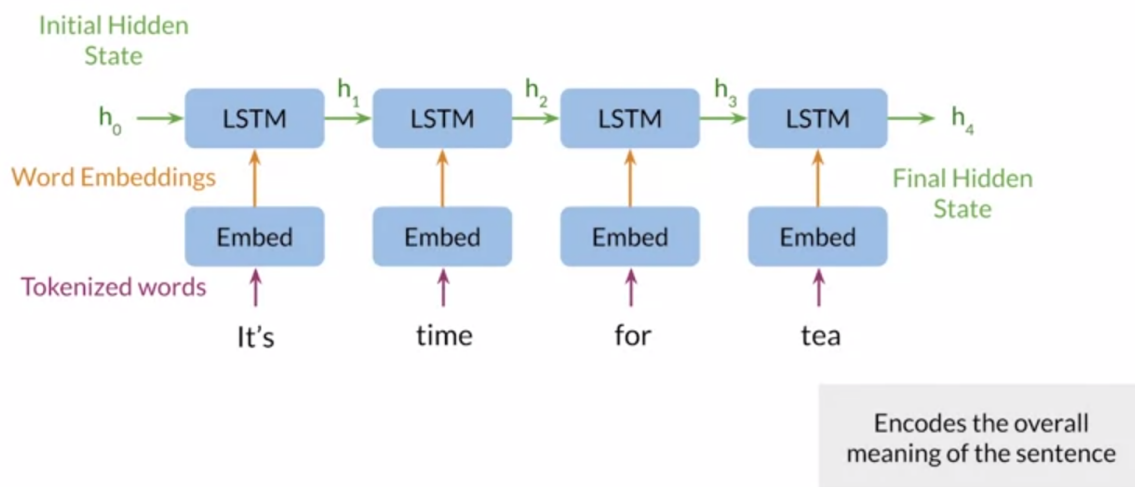 Initial Hidden
State
h₀
LSTM
h₁
LSTM
h₂
LSTM
h₃
LSTM
h₄
Word Embeddings
Final Hidden
State
Embed
Embed
Embed
Embed
Tokenized words
It’s
time
for
tea
Encodes the overall
meaning of the sentence